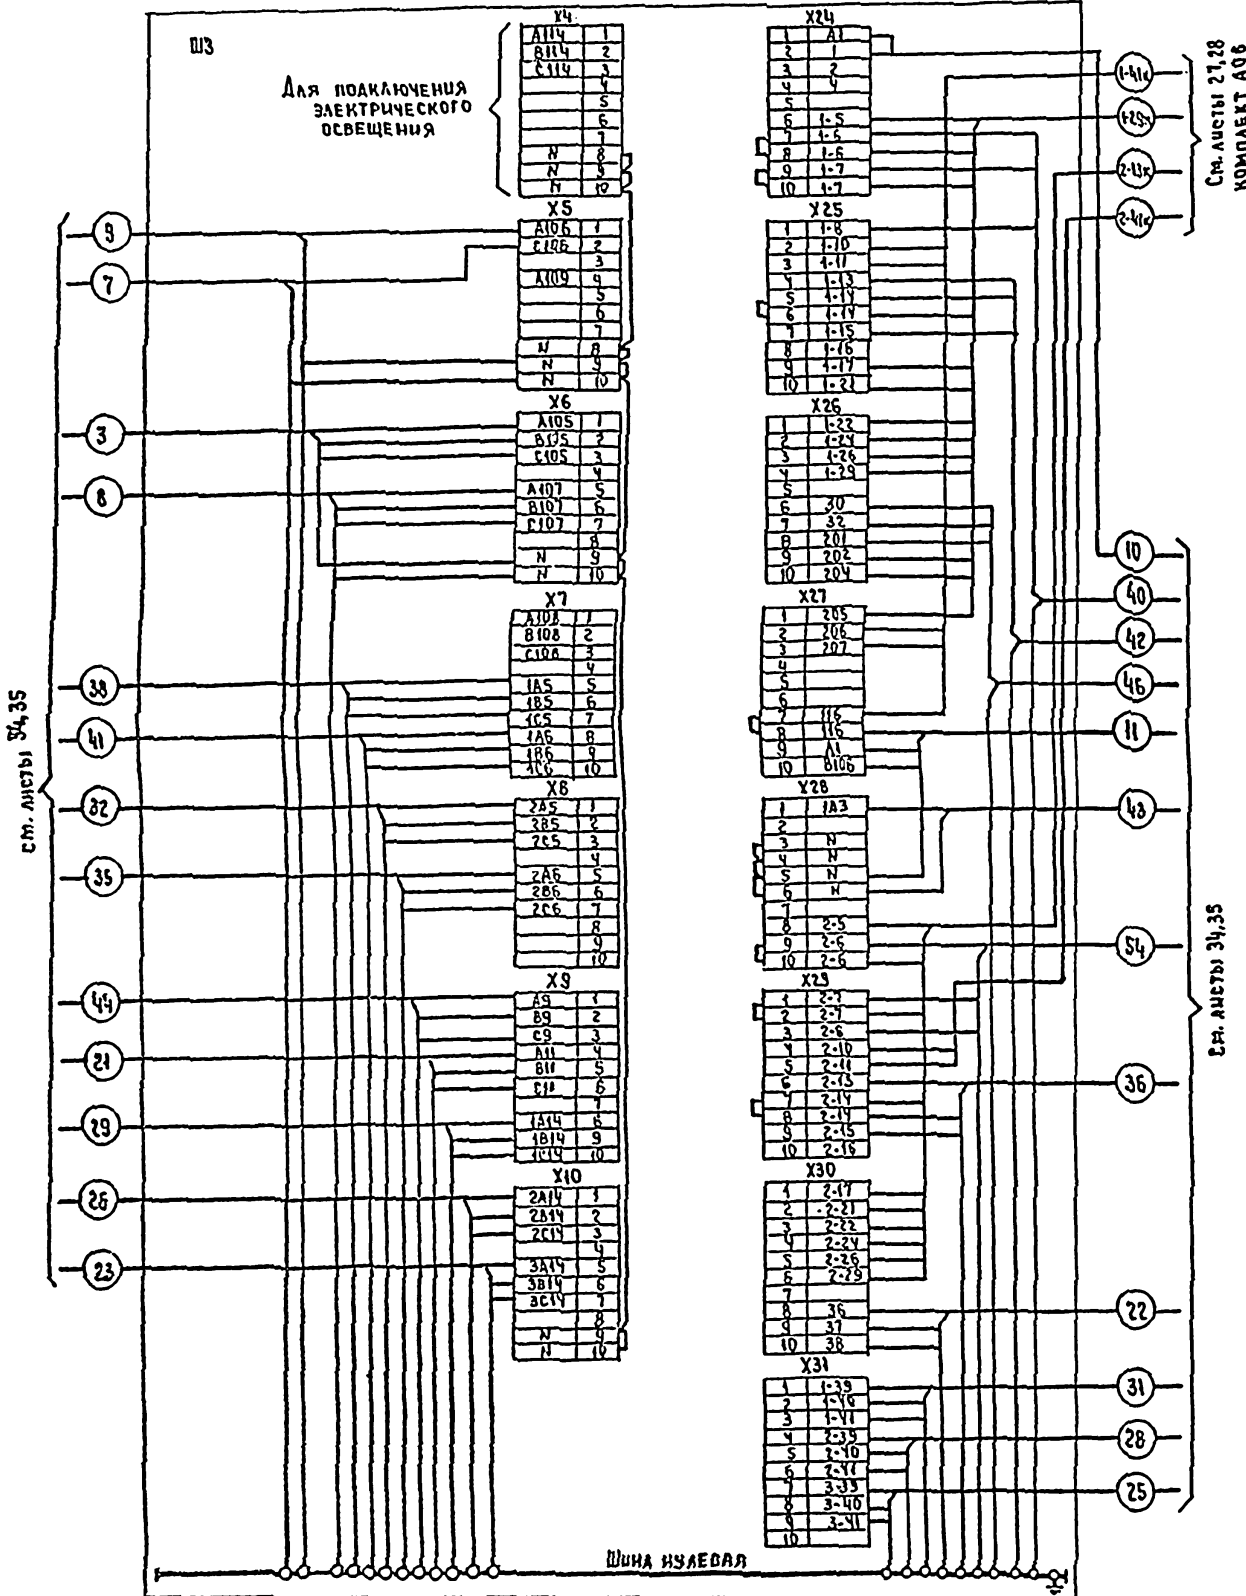 ШЗ
Для подключения
электрического
освещения
X4
A114 1
B114 2
C114 3
4
5
6
7
N 8
N 9
N 10
X5
A106 1
C106 2
3
A109 4
5
6
7
N 8
N 9
N 10
X6
A105 1
B105 2
C105 3
4
A107 5
B107 6
C107 7
8
N 9
N 10
X7
A108 1
B108 2
C108 3
4
1A5 5
1B5 6
1C5 7
1A6 8
1B6 9
1C6 10
X8
2A5 1
2B5 2
2C5 3
4
2A6 5
2B6 6
2C6 7
8
9
10
X9
A9 1
B9 2
C9 3
A11 4
B11 5
C11 6
7
1A14 8
1B14 9
1C14 10
X10
2A14 1
2B14 2
2C14 3
4
3A14 5
3B14 6
3C14 7
8
N 9
N 10
9
7
3
8
38
41
32
35
44
21
29
26
23
см. листы 34,35
X24
1 A1
2 1
3 2
4 4
5
6 1-5
7 1-6
8 1-6
9 1-7
10 1-7
X25
1 1-8
2 1-10
3 1-11
4 1-13
5 1-14
6 1-14
7 1-15
8 1-16
9 1-17
10 1-21
X26
1 1-22
2 1-24
3 1-26
4 1-29
5
6 30
7 32
8 201
9 202
10 204
X27
1 205
2 206
3 207
4
5
6
7 116
8 116
9 A1
10 B106
X28
1 1A3
2
3 N
4 N
5 N
6 N
7
8 2-5
9 2-6
10 2-6
X29
1 2-7
2 2-7
3 2-8
4 2-10
5 2-11
6 2-13
7 2-14
8 2-14
9 2-15
10 2-16
X30
1 2-17
2 2-21
3 2-22
4 2-24
5 2-26
6 2-29
7
8 36
9 37
10 38
X31
1 1-39
2 1-40
3 1-41
4 2-39
5 2-40
6 2-41
7 3-39
8 3-40
9 3-41
10
1-41к
2-13к
2-41к
См. листы 27,28
комплект АОВ
10
40
42
46
11
43
54
36
22
31
28
25
см. листы 34,35
Шина нулевая